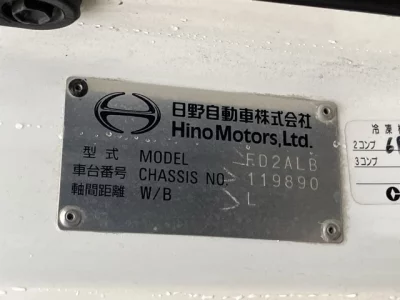 日野自動車株式会社
Hino Motors, Ltd.
型式 MODEL FD2ALB
車台番号 CHASSIS NO. 119890
軸間距離 W/B L
冷凍
2コンプ
3コンプ